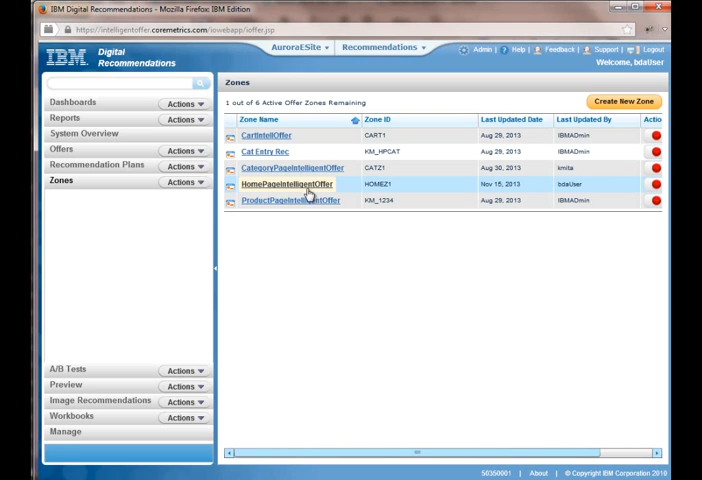 IBM Digital Recommendations - Mozilla Firefox: IBM Edition
https://intelligentoffer.coremetrics.com/iowebapp/ioffer.jsp
IBM Digital Recommendations
AuroraESite
Recommendations
Admin | Help | Feedback | Support | Logout
Welcome, bdaUser
Zones
1 out of 6 Active Offer Zones Remaining
Create New Zone
Zone Name Zone ID Last Updated Date Last Updated By Actio
CartIntellOffer CART1 Aug 29, 2013 IBMADmin
Cat Entry Rec KM_HPCAT Aug 29, 2013 IBMADmin
CategoryPageIntelligentOffer CATZ1 Aug 30, 2013 kmita
HomePageIntelligentOffer HOMEZ1 Nov 15, 2013 bdaUser
ProductPageIntelligentOffer KM_1234 Aug 29, 2013 IBMADmin
Dashboards Actions
Reports Actions
System Overview
Offers Actions
Recommendation Plans Actions
Zones Actions
A/B Tests Actions
Preview Actions
Image Recommendations Actions
Workbooks Actions
Manage
50350001 | About | © Copyright IBM Corporation 2010